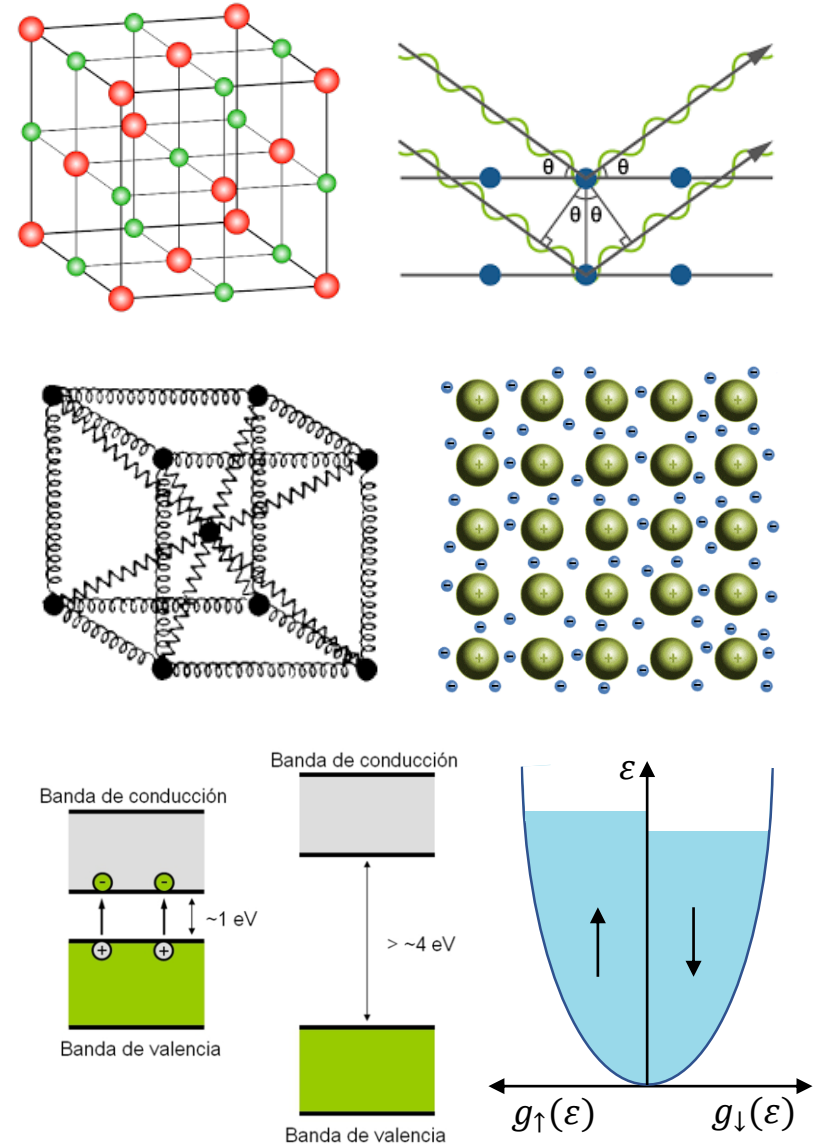 θ θ
θ θ
Banda de conducción
Banda de conducción
~1 eV
> ~4 eV
Banda de valencia
Banda de valencia
ε
g↑(ε) g↓(ε)